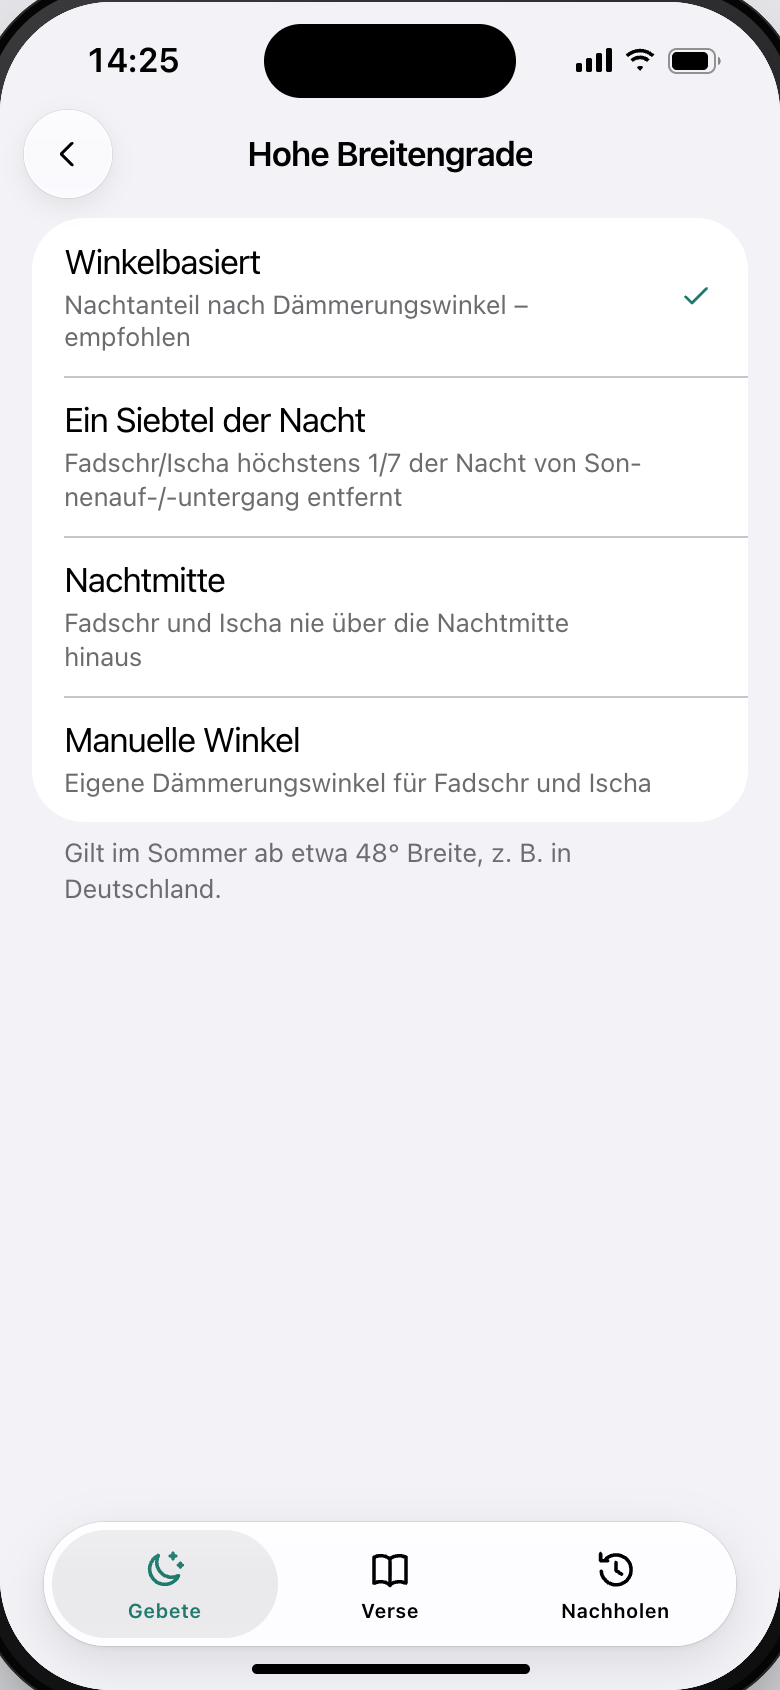 14:25
Hohe Breitengrade
Winkelbasiert
Nachtanteil nach Dämmerungswinkel –
empfohlen
Ein Siebtel der Nacht
Fadschr/Ischa höchstens 1/7 der Nacht von Son-
nenauf-/-untergang entfernt
Nachtmitte
Fadschr und Ischa nie über die Nachtmitte
hinaus
Manuelle Winkel
Eigene Dämmerungswinkel für Fadschr und Ischa
Gilt im Sommer ab etwa 48° Breite, z. B. in
Deutschland.
Gebete
Verse
Nachholen